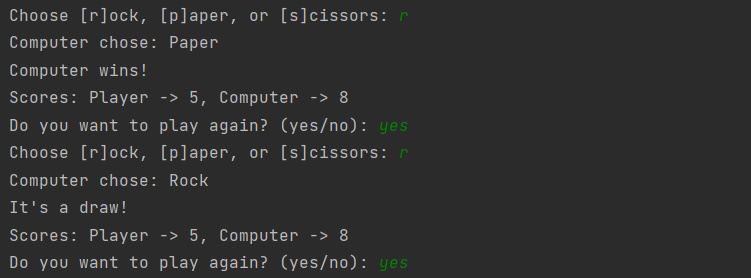 Choose [r]ock, [p]aper, or [s]cissors: r
Computer chose: Paper
Computer wins!
Scores: Player -> 5, Computer -> 8
Do you want to play again? (yes/no): yes
Choose [r]ock, [p]aper, or [s]cissors: r
Computer chose: Rock
It's a draw!
Scores: Player -> 5, Computer -> 8
Do you want to play again? (yes/no): yes